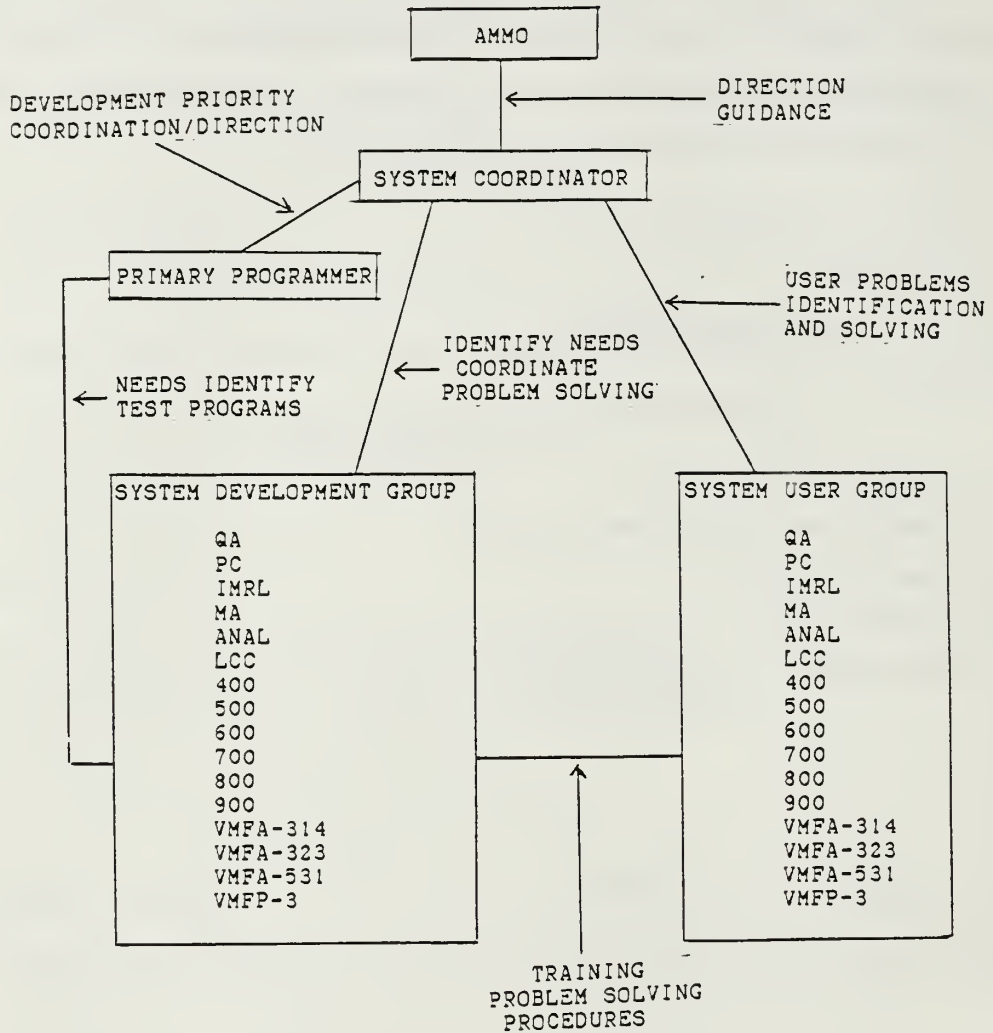 AMMO
DEVELOPMENT PRIORITY
COORDINATION/DIRECTION
DIRECTION
GUIDANCE
SYSTEM COORDINATOR
PRIMARY PROGRAMMER
USER PROBLEMS
IDENTIFICATION
AND SOLVING
IDENTIFY NEEDS
COORDINATE
PROBLEM SOLVING
NEEDS IDENTIFY
TEST PROGRAMS
SYSTEM DEVELOPMENT GROUP
QA
PC
IMRL
MA
ANAL
LCC
400
500
600
700
800
900
VMFA-314
VMFA-323
VMFA-531
VMFP-3
SYSTEM USER GROUP
QA
PC
IMRL
MA
ANAL
LCC
400
500
600
700
800
900
VMFA-314
VMFA-323
VMFA-531
VMFP-3
TRAINING
PROBLEM SOLVING
PROCEDURES